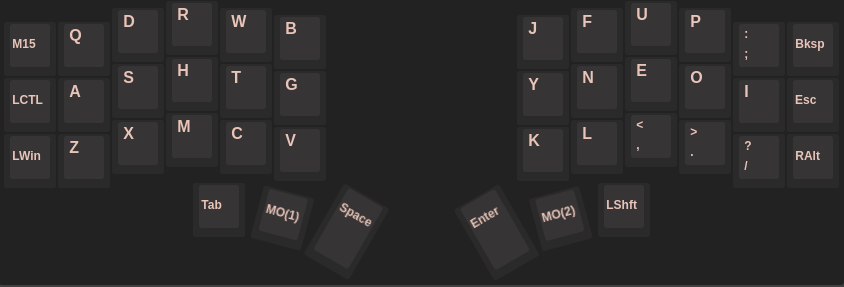 M15 Q D R W B J F U P : Bksp
;
LCTL A S H T G Y N E O I Esc
LWin Z X M C V K L < > ? RAlt
, . /
Tab MO(1) Space Enter MO(2) LShft